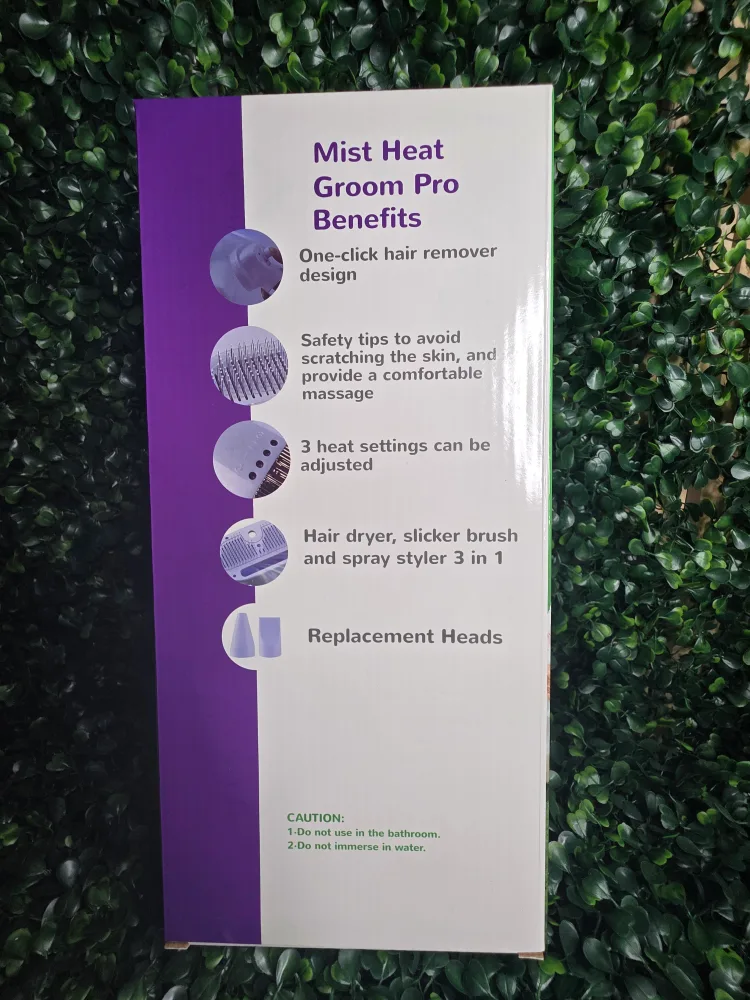 Mist Heat
Groom Pro
Benefits
One-click hair remover
design
Safety tips to avoid
scratching the skin, and
provide a comfortable
massage
3 heat settings can be
adjusted
Hair dryer, slicker brush
and spray styler 3 in 1
Replacement Heads
CAUTION:
1-Do not use in the bathroom.
2-Do not immerse in water.